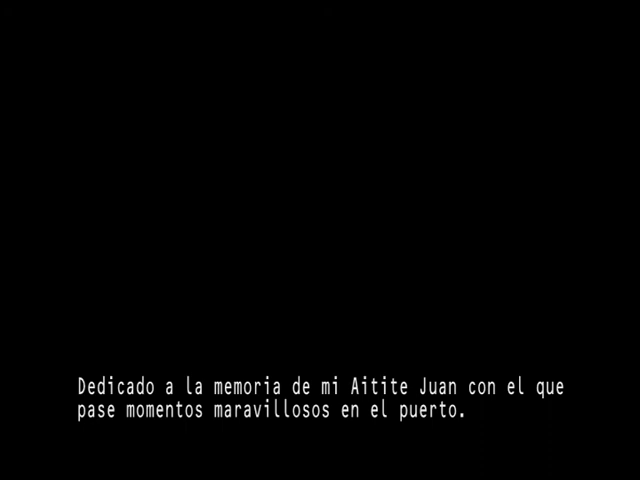 Dedicado a la memoria de mi Aitite Juan con el que
pase momentos maravillosos en el puerto.